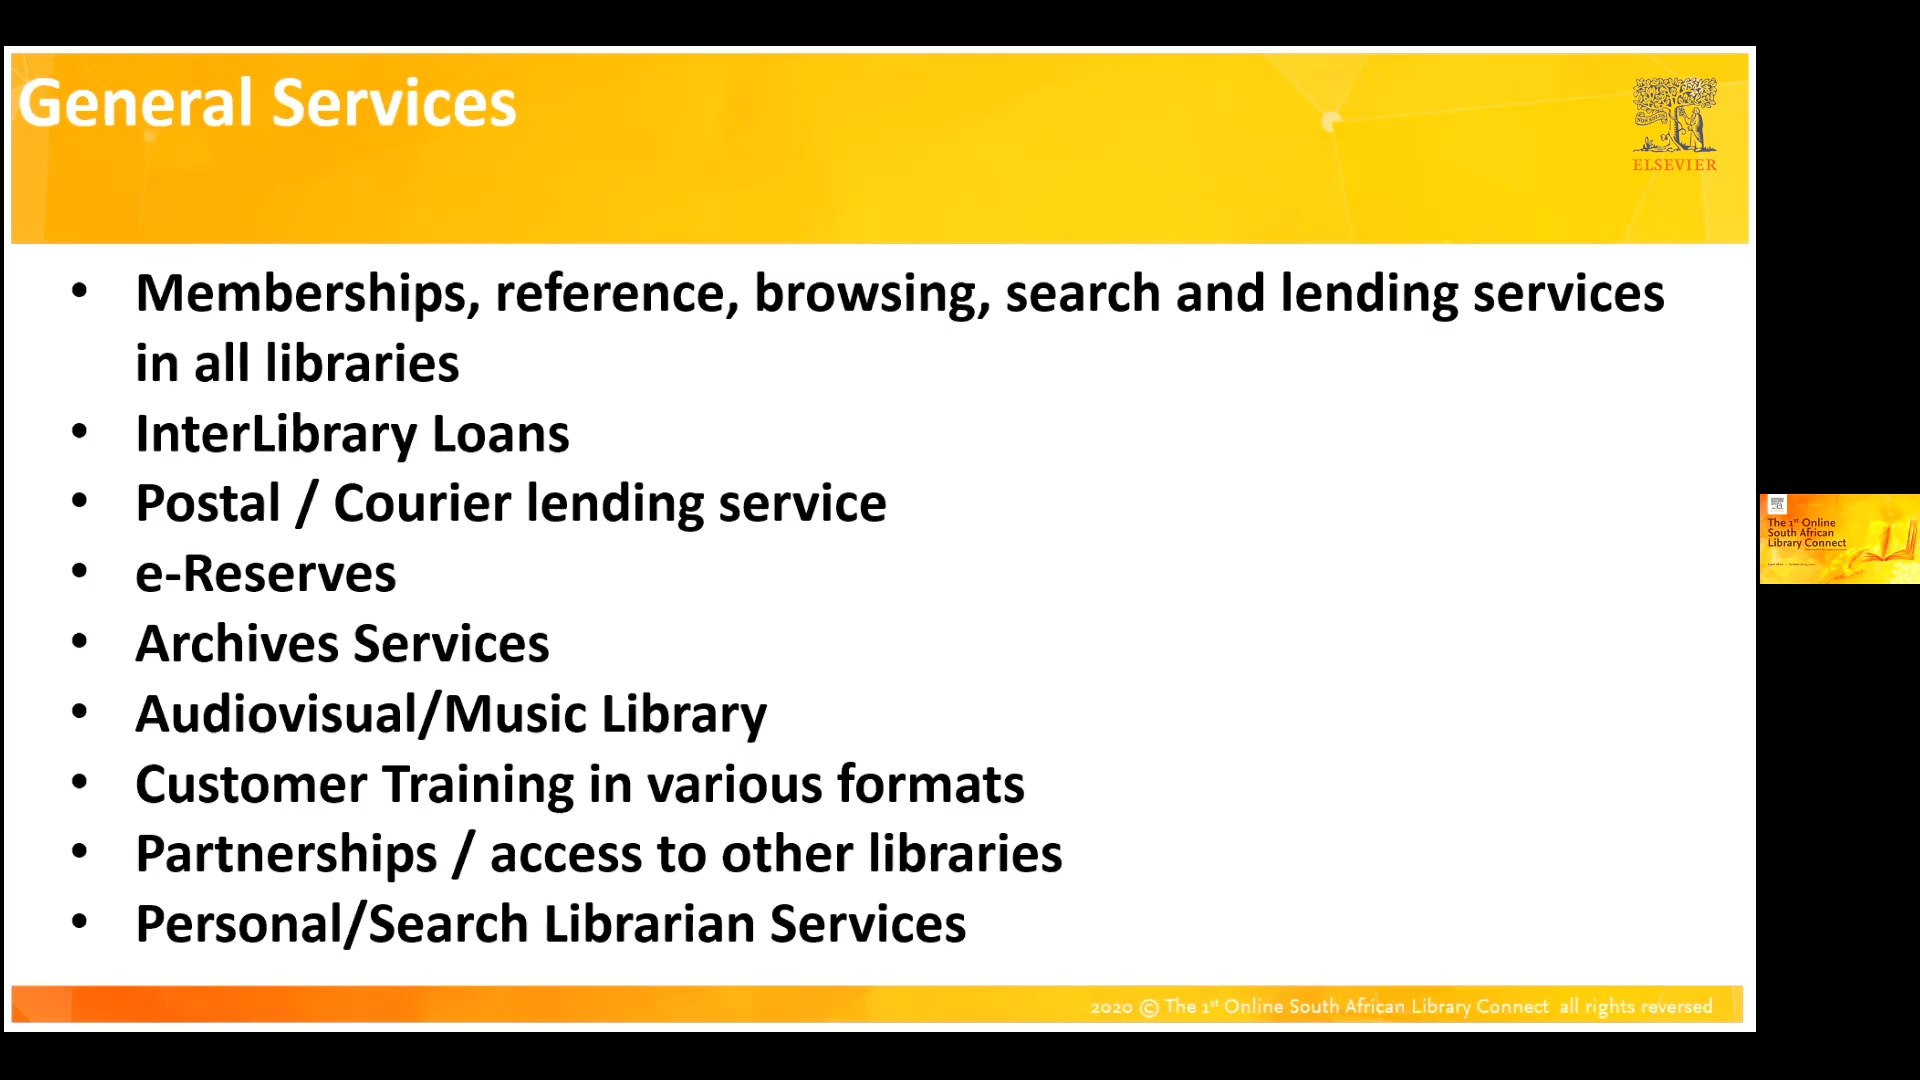 General Services
ELSEVIER
• Memberships, reference, browsing, search and lending services
in all libraries
• InterLibrary Loans
• Postal / Courier lending service
• e-Reserves
• Archives Services
• Audiovisual/Music Library
• Customer Training in various formats
• Partnerships / access to other libraries
• Personal/Search Librarian Services
2020 © The 1st Online South African Library Connect all rights reversed
The 1st Online
South African
Library Connect